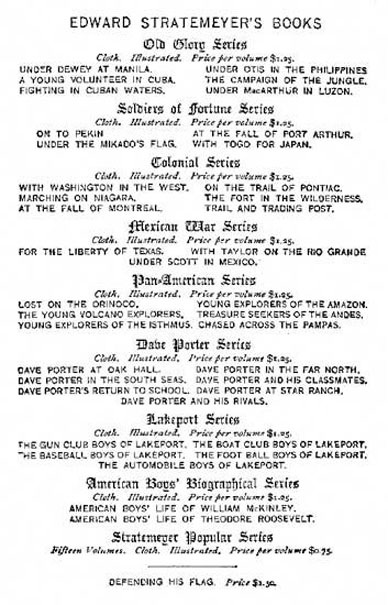 EDWARD STRATEMEYER'S BOOKS
Old Glory Series
Cloth. Illustrated. Price per volume $1.25.
UNDER DEWEY AT MANILA. UNDER OTIS IN THE PHILIPPINES
A YOUNG VOLUNTEER IN CUBA. THE CAMPAIGN OF THE JUNGLE.
FIGHTING IN CUBAN WATERS. UNDER MacARTHUR IN LUZON.
Soldiers of Fortune Series
Cloth. Illustrated. Price per volume $1.25.
ON TO PEKIN AT THE FALL OF PORT ARTHUR.
UNDER THE MIKADO'S FLAG. WITH TOGO FOR JAPAN.
Colonial Series
Cloth. Illustrated. Price per volume $1.25.
WITH WASHINGTON IN THE WEST. ON THE TRAIL OF PONTIAC.
MARCHING ON NIAGARA. THE FORT IN THE WILDERNESS.
AT THE FALL OF MONTREAL. TRAIL AND TRADING POST.
Mexican War Series
Cloth. Illustrated. Price per volume $1.25.
FOR THE LIBERTY OF TEXAS. WITH TAYLOR ON THE RIO GRANDE
UNDER SCOTT IN MEXICO.
Pan-American Series
Cloth. Illustrated. Price per volume $1.25.
LOST ON THE ORINOCO. YOUNG EXPLORERS OF THE AMAZON.
THE YOUNG VOLCANO EXPLORERS. TREASURE SEEKERS OF THE ANDES.
YOUNG EXPLORERS OF THE ISTHMUS. CHASED ACROSS THE PAMPAS.
Dave Porter Series
Cloth. Illustrated. Price per volume $1.25.
DAVE PORTER AT OAK HALL. DAVE PORTER IN THE FAR NORTH.
DAVE PORTER IN THE SOUTH SEAS. DAVE PORTER AND HIS CLASSMATES.
DAVE PORTER'S RETURN TO SCHOOL. DAVE PORTER AT STAR RANCH.
DAVE PORTER AND HIS RIVALS.
Lakeport Series
Cloth. Illustrated. Price per volume $1.25.
THE GUN CLUB BOYS OF LAKEPORT. THE BOAT CLUB BOYS OF LAKEPORT.
THE BASEBALL BOYS OF LAKEPORT. THE FOOT BALL BOYS OF LAKEPORT.
THE AUTOMOBILE BOYS OF LAKEPORT.
American Boys' Biographical Series
Cloth. Illustrated. Price per volume $1.25.
AMERICAN BOYS' LIFE OF WILLIAM McKINLEY.
AMERICAN BOYS' LIFE OF THEODORE ROOSEVELT.
Stratemeyer Popular Series
Fifteen Volumes. Cloth. Illustrated. Price per volume $0.75.
DEFENDING HIS FLAG. Price $1.50.